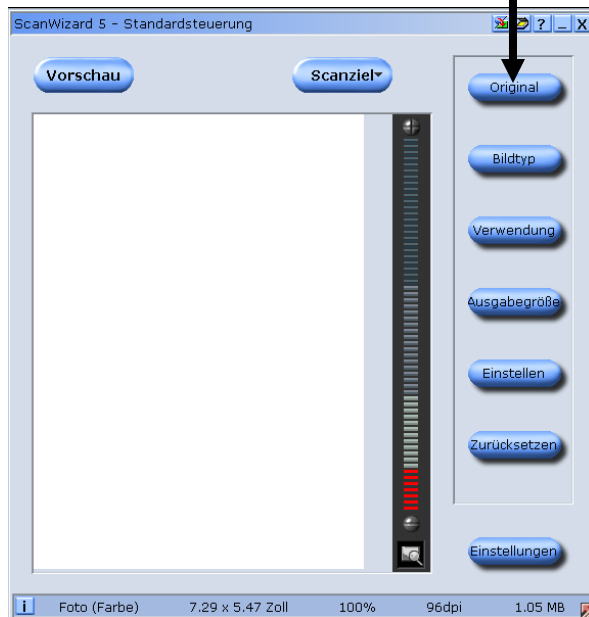 ScanWizard 5 – Standardsteuerung
? _ X
Vorschau
Scanziel
Original
Bildtyp
Verwendung
Ausgabegröße
Einstellen
Zurücksetzen
Einstellungen
i Foto (Farbe) 7.29 x 5.47 Zoll 100% 96dpi 1.05 MB